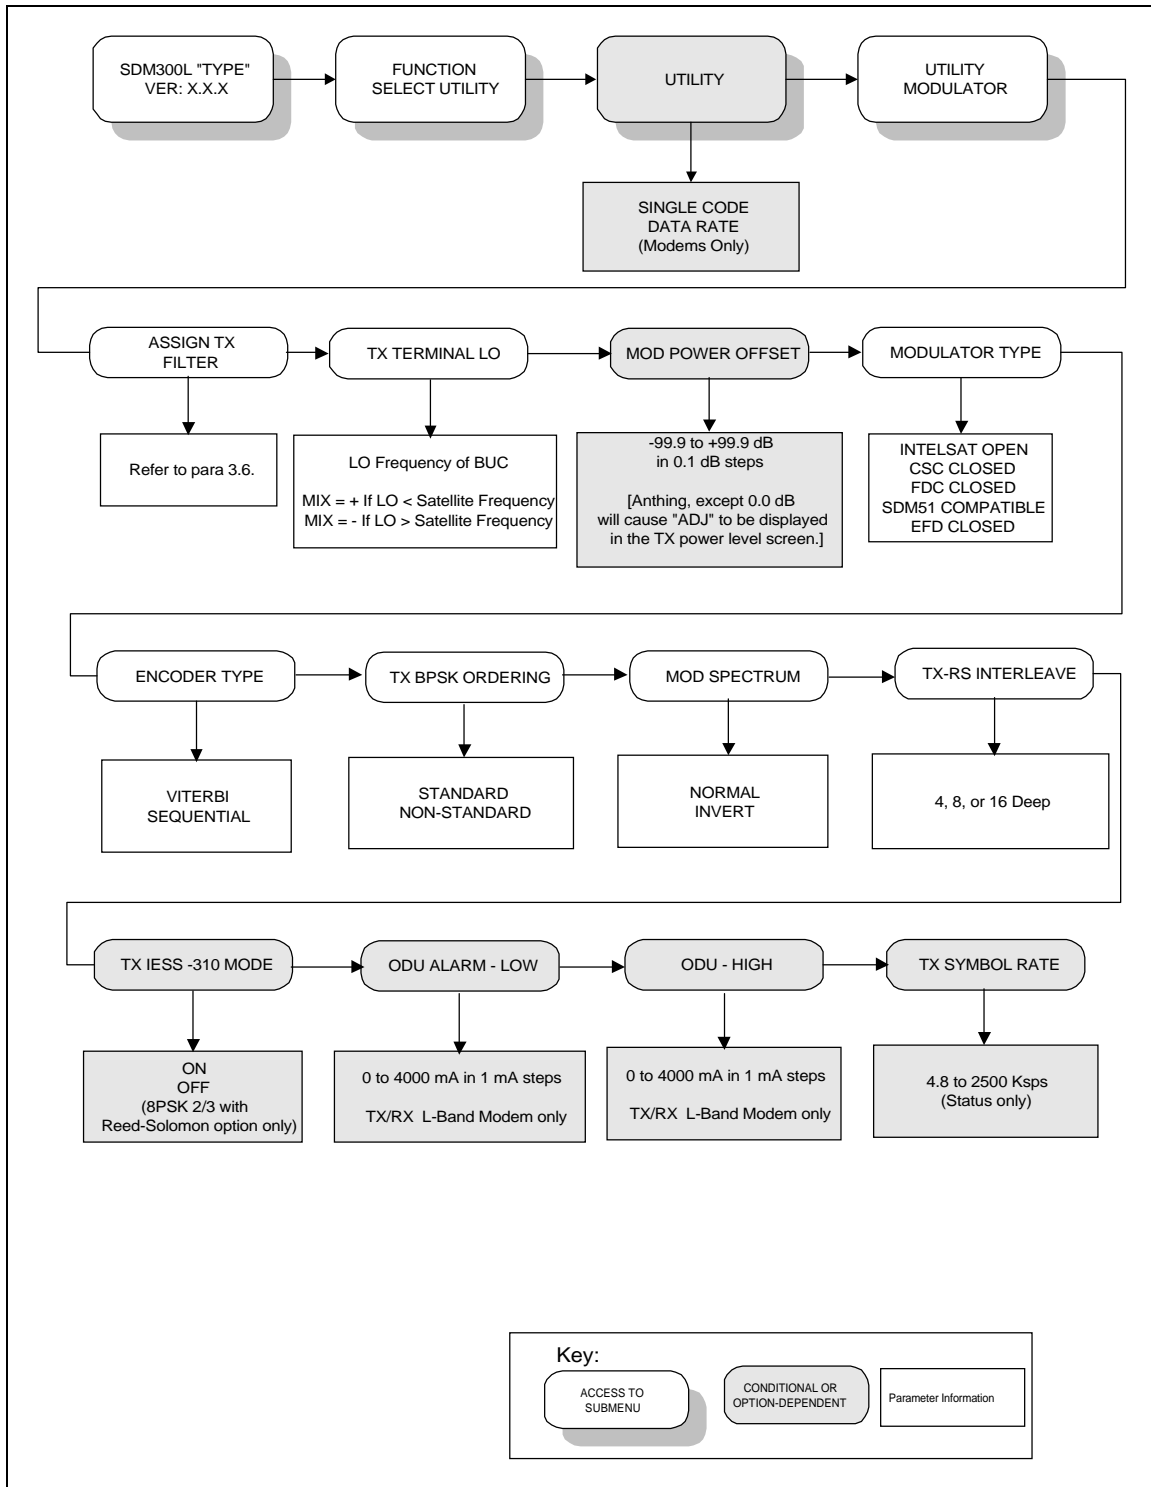 SDM300L "TYPE"
VER: X.X.X
FUNCTION
SELECT UTILITY
UTILITY
UTILITY
MODULATOR
SINGLE CODE
DATA RATE
(Modems Only)
ASSIGN TX
FILTER
TX TERMINAL LO
MOD POWER OFFSET
MODULATOR TYPE
Refer to para 3.6.
LO Frequency of BUC
MIX = + If LO < Satellite Frequency
MIX = - If LO > Satellite Frequency
-99.9 to +99.9 dB
in 0.1 dB steps
[Anthing, except 0.0 dB
will cause "ADJ" to be displayed
in the TX power level screen.]
INTELSAT OPEN
CSC CLOSED
FDC CLOSED
SDM51 COMPATIBLE
EFD CLOSED
ENCODER TYPE
TX BPSK ORDERING
MOD SPECTRUM
TX-RS INTERLEAVE
VITERBI
SEQUENTIAL
STANDARD
NON-STANDARD
NORMAL
INVERT
4, 8, or 16 Deep
TX IESS -310 MODE
ODU ALARM - LOW
ODU - HIGH
TX SYMBOL RATE
ON
OFF
(8PSK 2/3 with
Reed-Solomon option only)
0 to 4000 mA in 1 mA steps
TX/RX L-Band Modem only
0 to 4000 mA in 1 mA steps
TX/RX L-Band Modem only
4.8 to 2500 Ksps
(Status only)
Key:
ACCESS TO
SUBMENU
CONDITIONAL OR
OPTION-DEPENDENT
Parameter Information